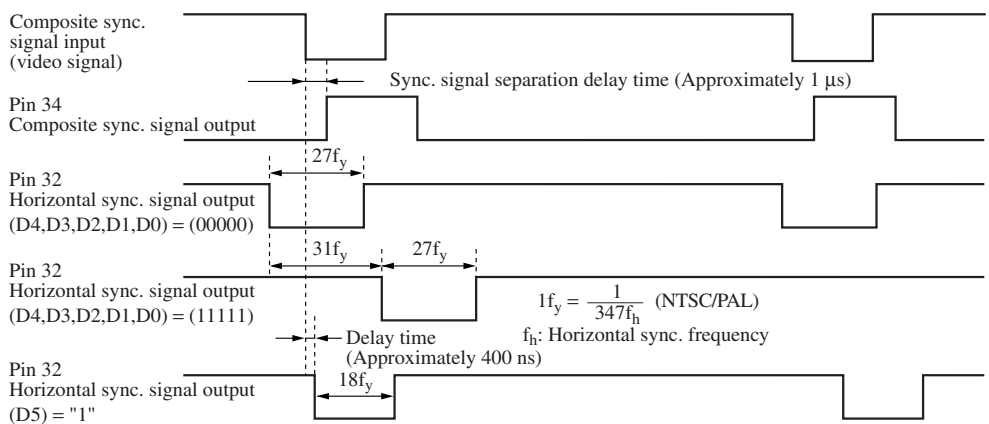 Composite sync.
signal input
(video signal)
Sync. signal separation delay time (Approximately 1 μs)
Pin 34
Composite sync. signal output
27fy
Pin 32
Horizontal sync. signal output
(D4,D3,D2,D1,D0) = (00000)
31fy
27fy
Pin 32
Horizontal sync. signal output
(D4,D3,D2,D1,D0) = (11111)
1fy = 1/347fh (NTSC/PAL)
fh: Horizontal sync. frequency
Delay time
(Approximately 400 ns)
Pin 32
Horizontal sync. signal output
(D5) = "1"
18fy